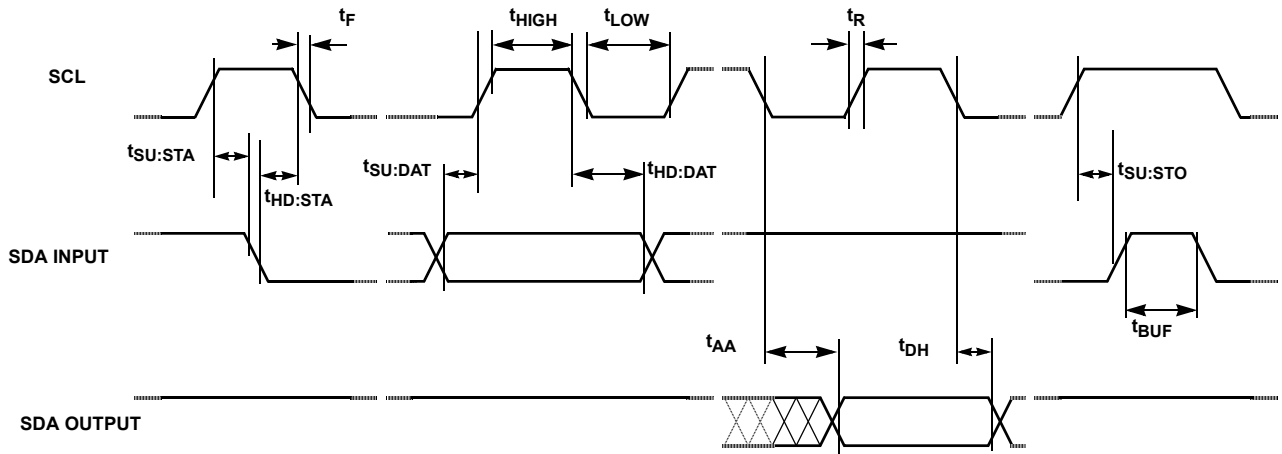 tF
tHIGH
tLOW
tR
SCL
tSU:STA
tHD:STA
tSU:DAT
tHD:DAT
tSU:STO
SDA INPUT
tBUF
tAA
tDH
SDA OUTPUT